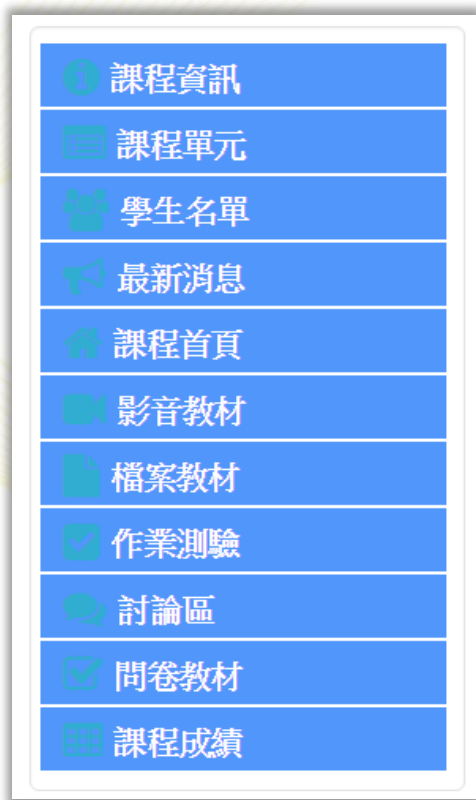 課程資訊
課程單元
學生名單
最新消息
課程首頁
影音教材
檔案教材
作業測驗
討論區
問卷教材
課程成績